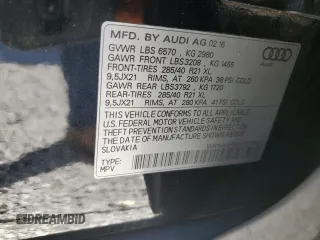 MFD. BY AUDI AG 02 16
GVWR LBS 6570 , KG 2980
GAWR FRONT LBS3208 , KG 1455
FRONT-TIRES 285/40 R21 XL
9,5JX21 RIMS, AT 260 KPA 38 PSI COLD
GAWR REAR LBS3792 , KG 1720
REAR-TIRES 285/40 R21 XL
9,5JX21 RIMS, AT 280 KPA 41 PSI COLD
THIS VEHICLE CONFORMS TO ALL APPLICABLE
U.S. FEDERAL MOTOR VEHICLE SAFETY AND
THEFT PREVENTION STANDARDS IN EFFECT ON
THE DATE OF MANUFACTURE SHOWN ABOVE
SLOVAKIA
TYPE:
MPV
Audi
DREAMBID.COM